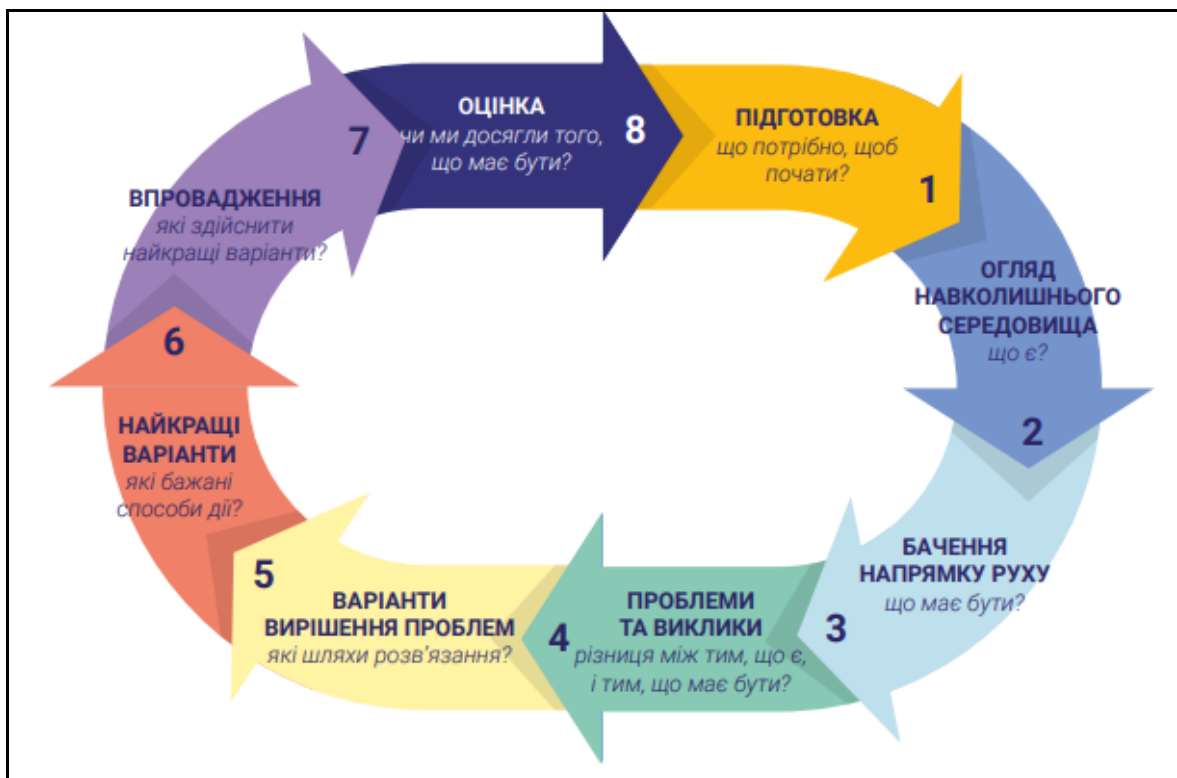 ПІДГОТОВКА
що потрібно, щоб
почати?
1
ОГЛЯД
НАВКОЛИШНЬОГО
СЕРЕДОВИЩА
що є?
2
БАЧЕННЯ
НАПРЯМКУ РУХУ
що має бути?
3
ПРОБЛЕМИ
ТА ВИКЛИКИ
різниця між тим, що є,
і тим, що має бути?
4
ВАРІАНТИ
ВИРІШЕННЯ ПРОБЛЕМ
які шляхи розв'язання?
5
НАЙКРАЩІ
ВАРІАНТИ
які бажані
способи дії?
6
ВПРОВАДЖЕННЯ
які здійснити
найкращі варіанти?
7
ОЦІНКА
чи ми досягли того,
що має бути?
8